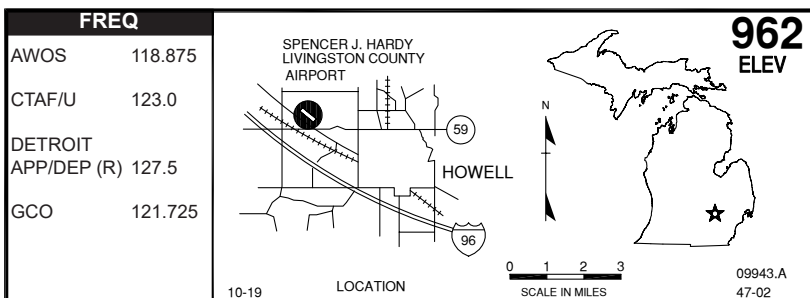 FREQ
AWOS 118.875
CTAF/U 123.0
DETROIT
APP/DEP (R) 127.5
GCO 121.725
SPENCER J. HARDY
LIVINGSTON COUNTY
AIRPORT
59
HOWELL
96
10-19
LOCATION
N
0 1 2 3
SCALE IN MILES
962
ELEV
09943.A
47-02